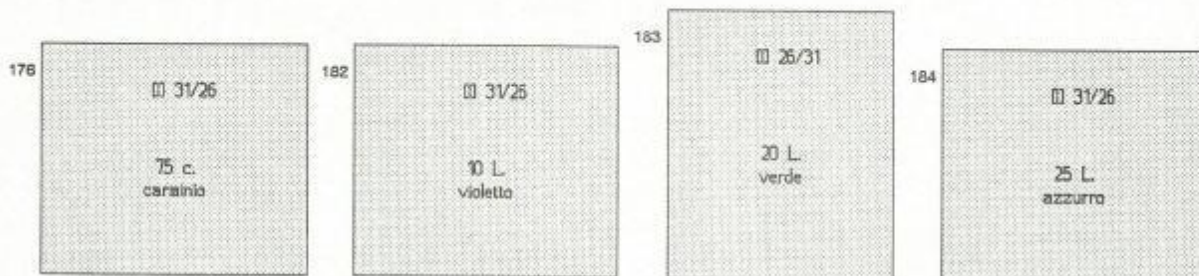 176
▯▯ 31/26
75 c.
carminio
182
▯▯ 31/25
10 L.
violetto
183
▯▯ 26/31
20 L.
verde
184
▯▯ 31/26
25 L.
azzurro